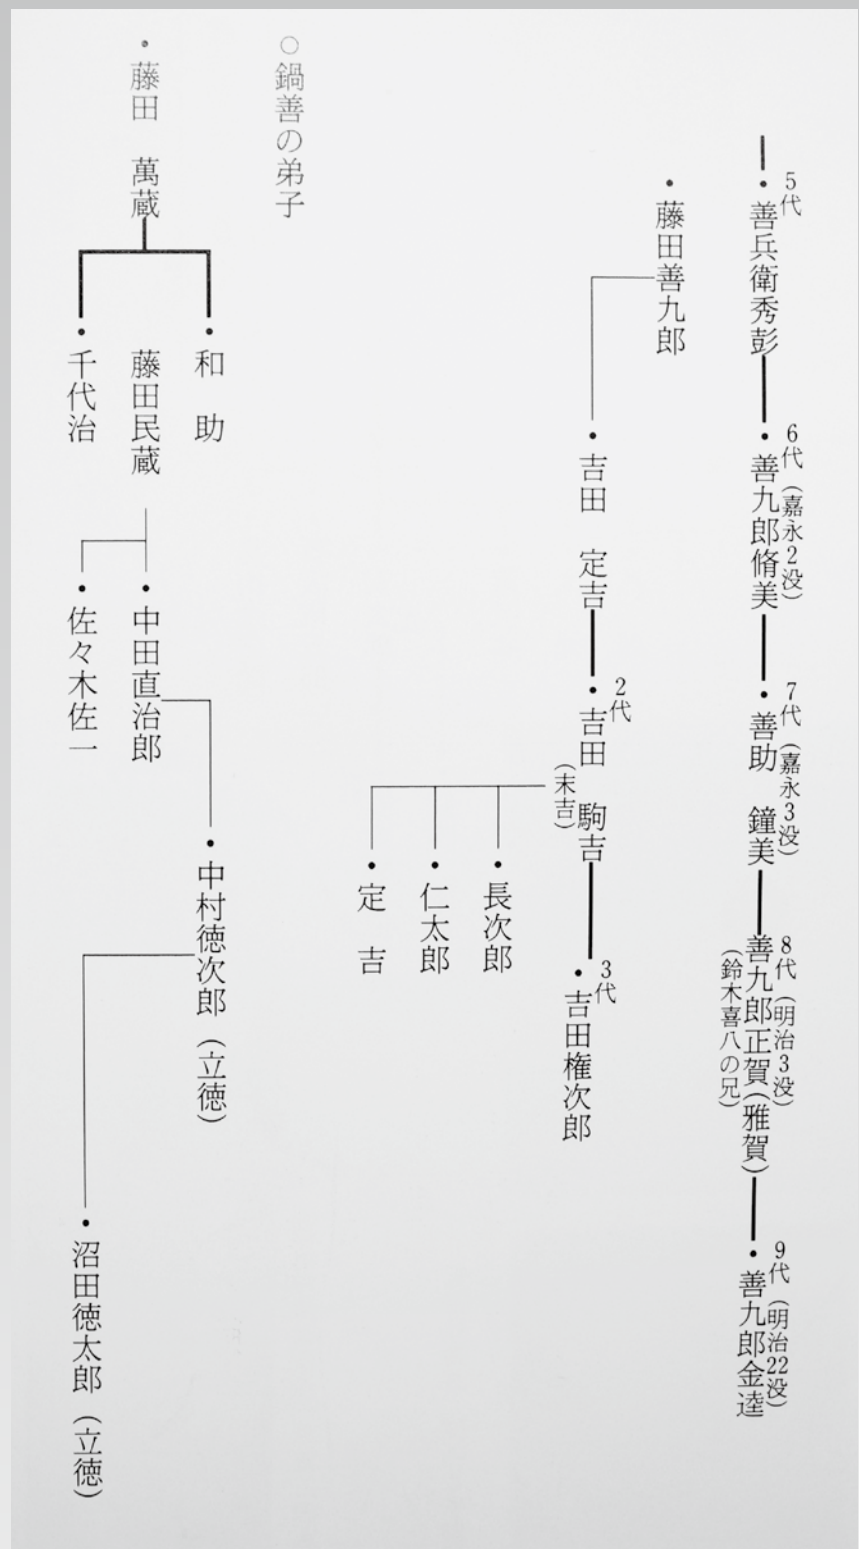 5代
・善兵衛秀彭
6代（嘉永2没）
・善九郎脩美
7代（嘉永3没）
・善助 鐘美
8代（明治3没）
善九郎正賀（雅賀）
（鈴木喜八の兄）
9代（明治22没）
・善九郎金逵
・藤田善九郎
・吉田 定吉
2代
・吉田 駒吉
（末吉）
3代
・吉田権次郎
・長次郎
・仁太郎
・定 吉
○鍋善の弟子
・藤田 萬蔵
・和 助
藤田民蔵
・千代治
・中田直治郎
・佐々木佐一
・中村徳次郎（立徳）
・沼田徳太郎（立徳）